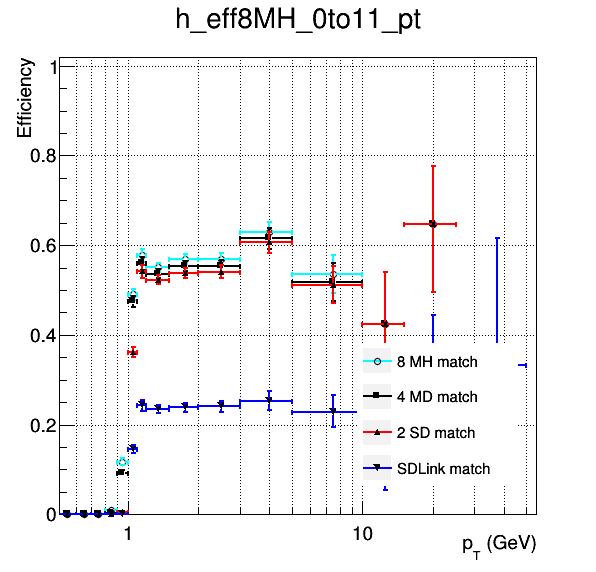 h_eff8MH_0to11_pt
Efficiency
1
0.8
0.6
0.4
0.2
0
8 MH match
4 MD match
2 SD match
SDLink match
1
10
p_T (GeV)